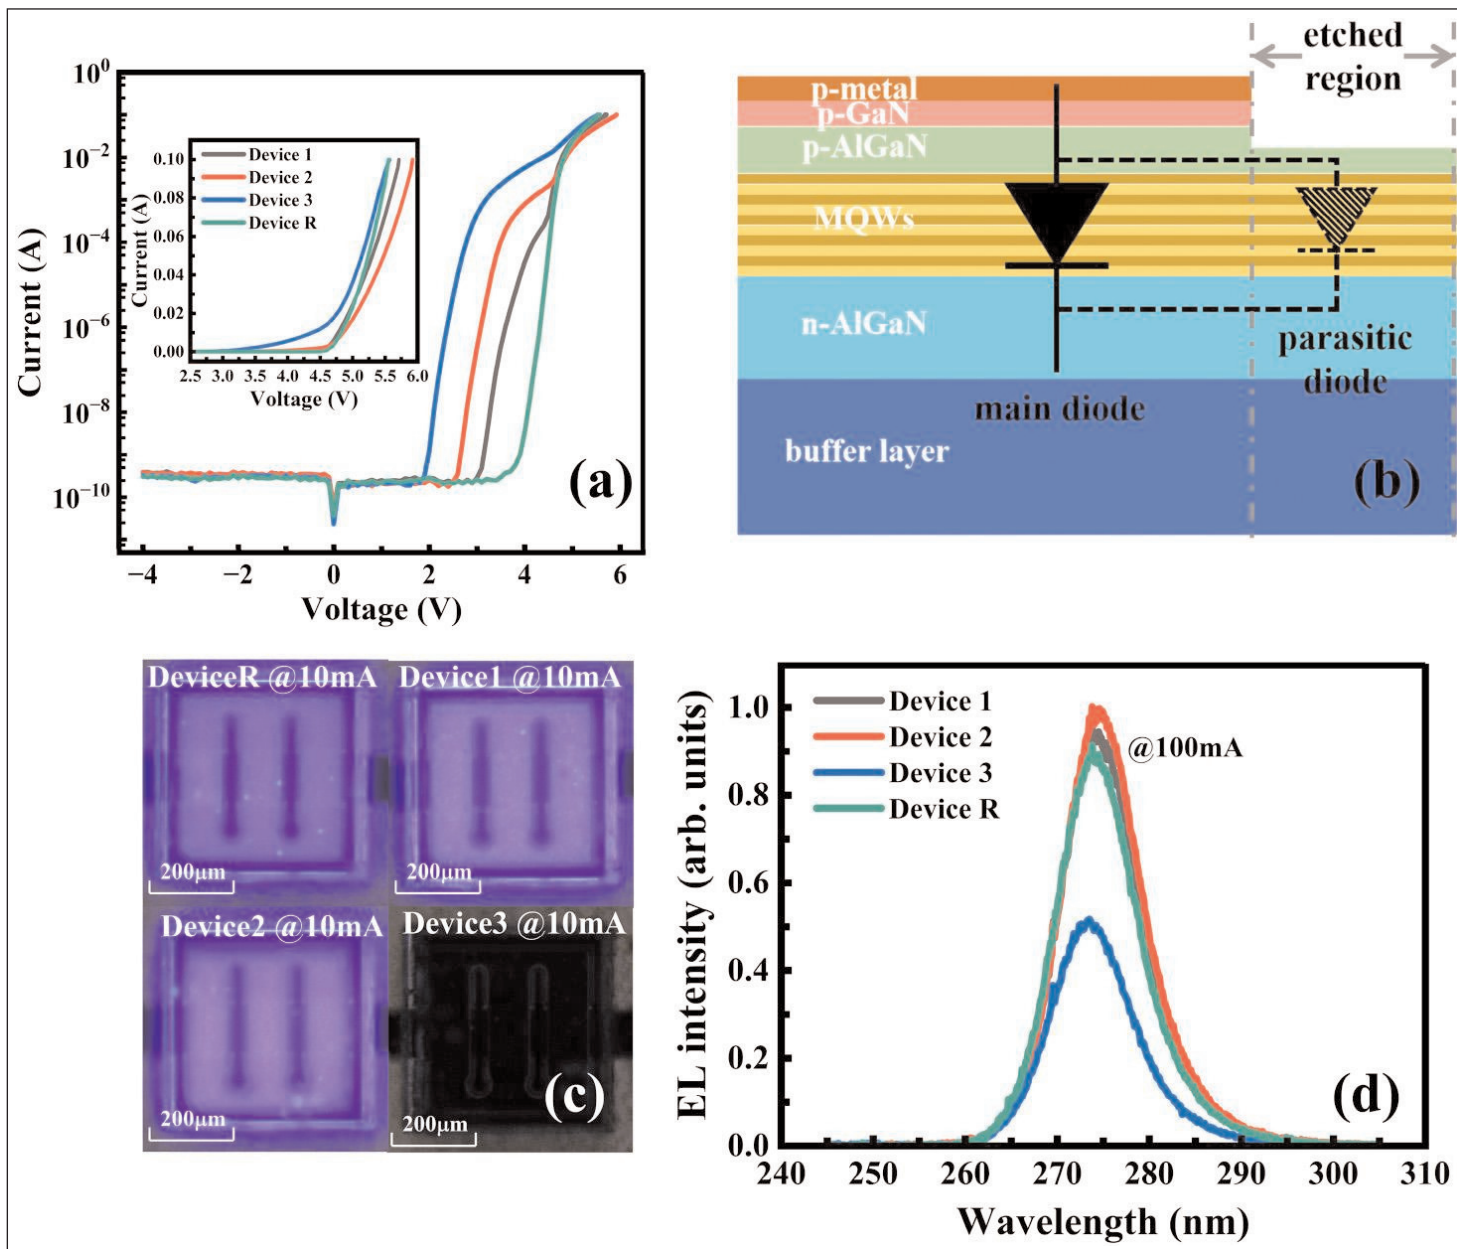 10⁰
10⁻²
10⁻⁴
10⁻⁶
10⁻⁸
10⁻¹⁰
Current (A)
−4
−2
0
2
4
6
Voltage (V)
Device 1
Device 2
Device 3
Device R
0.10
0.08
0.06
0.04
0.02
0.00
Current (A)
2.5
3.0
3.5
4.0
4.5
5.0
5.5
6.0
Voltage (V)
(a)
etched
region
p-metal
p-GaN
p-AlGaN
MQWs
n-AlGaN
parasitic
diode
main diode
buffer layer
(b)
DeviceR @10mA
200μm
Device1 @10mA
200μm
Device2 @10mA
200μm
Device3 @10mA
200μm
(c)
EL intensity (arb. units)
1.0
0.8
0.6
0.4
0.2
0.0
Device 1
Device 2
Device 3
Device R
@100mA
(d)
240
250
260
270
280
290
300
310
Wavelength (nm)